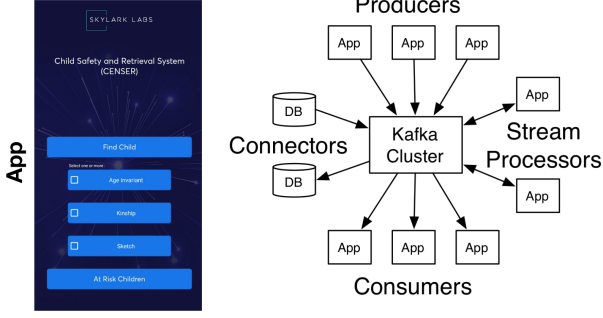 App
SKYLARK LABS
Child Safety and Retrieval System
(CENSER)
Find Child
Select one or more :
Age Invariant
Kinship
Sketch
At Risk Children
Producers
App
App
App
DB
Connectors
DB
Kafka
Cluster
App
Stream
Processors
App
App
App
App
Consumers